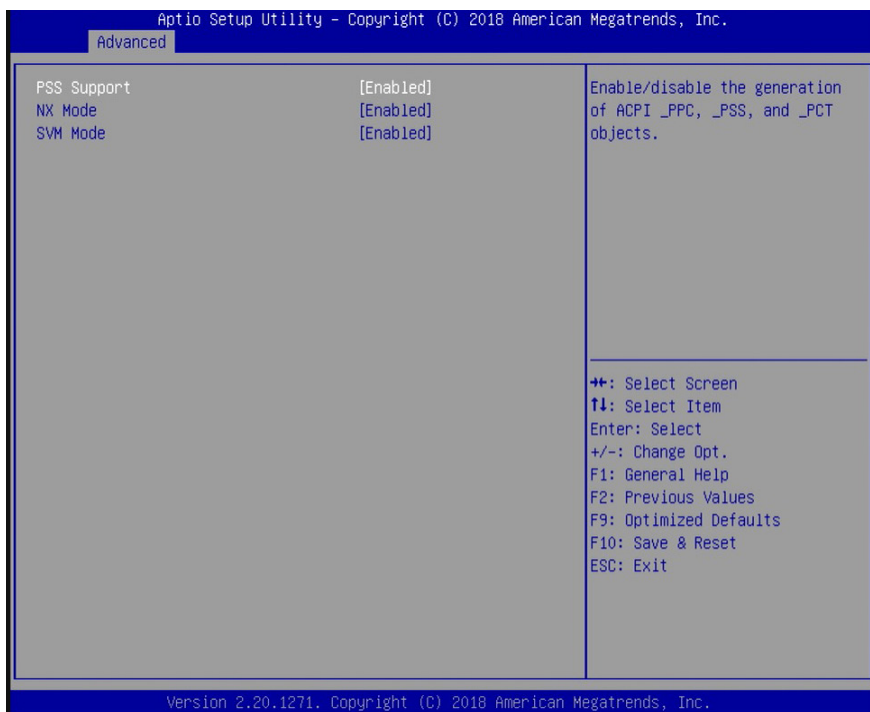 Aptio Setup Utility – Copyright (C) 2018 American Megatrends, Inc.
Advanced
PSS Support [Enabled]
NX Mode [Enabled]
SVM Mode [Enabled]
Enable/disable the generation
of ACPI _PPC, _PSS, and _PCT
objects.
→←: Select Screen
↑↓: Select Item
Enter: Select
+/-: Change Opt.
F1: General Help
F2: Previous Values
F9: Optimized Defaults
F10: Save & Reset
ESC: Exit
Version 2.20.1271. Copyright (C) 2018 American Megatrends, Inc.